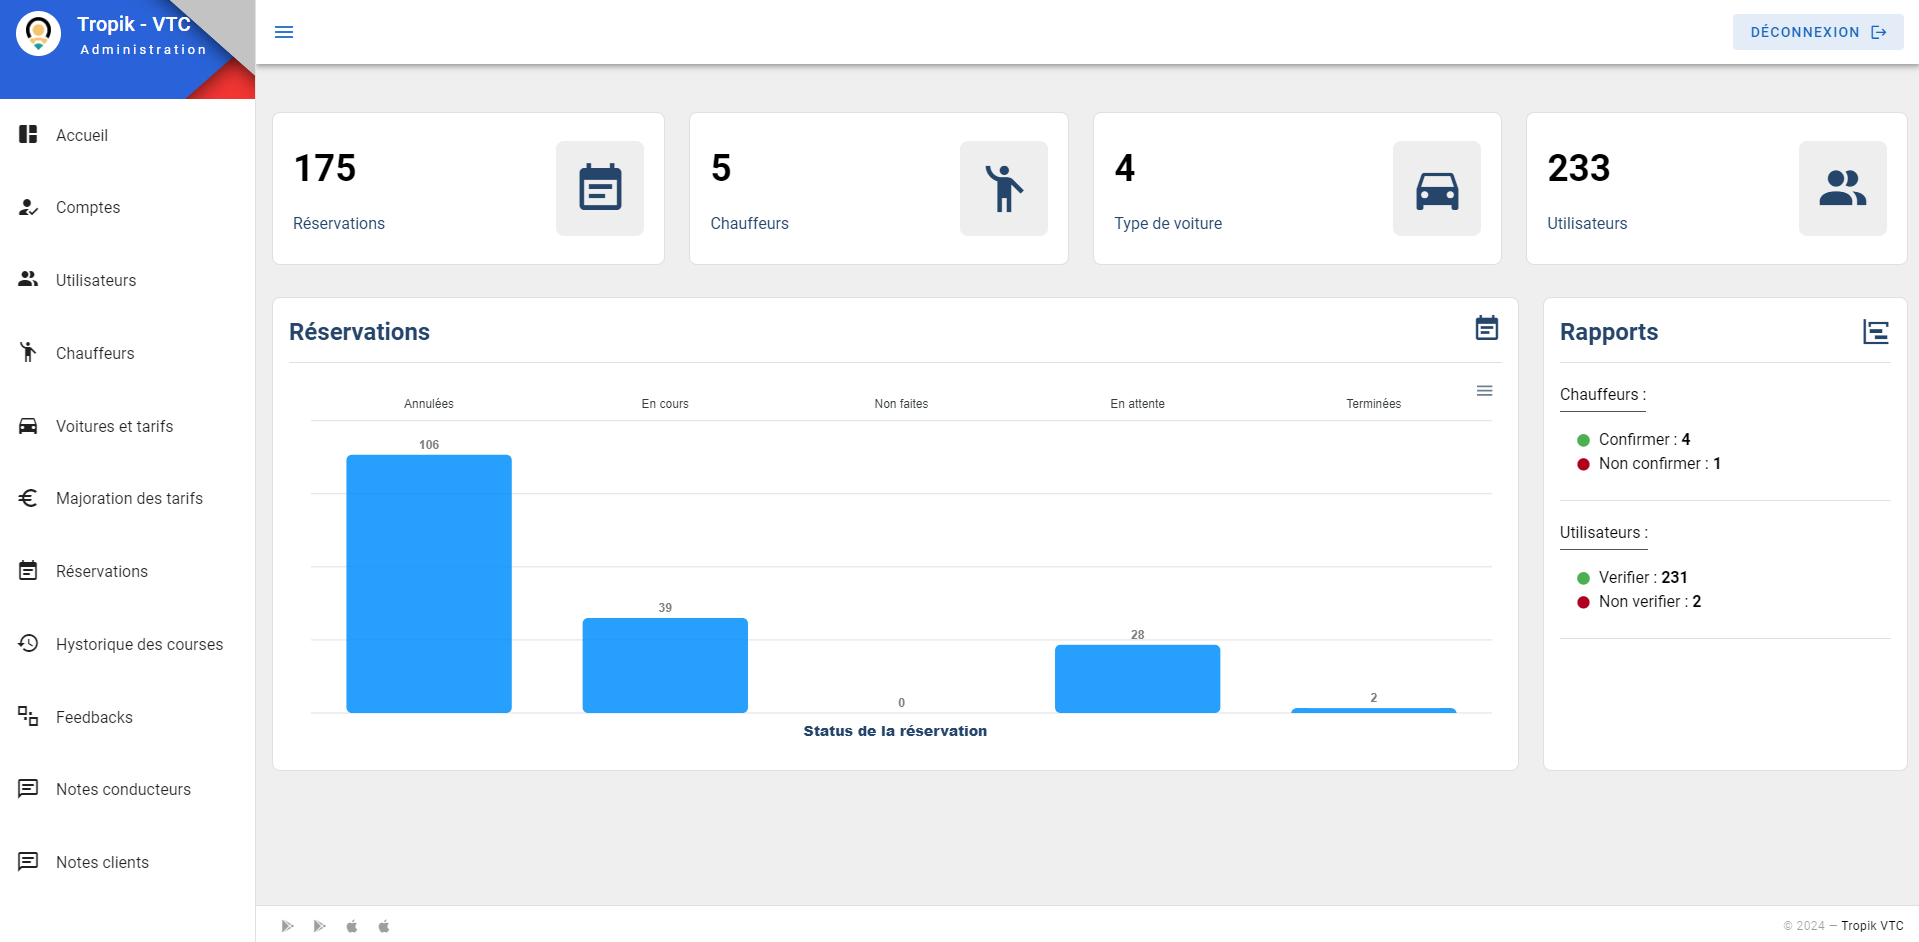 Tropik - VTC
Administration
DÉCONNEXION
Accueil
Comptes
Utilisateurs
Chauffeurs
Voitures et tarifs
Majoration des tarifs
Réservations
Hystorique des courses
Feedbacks
Notes conducteurs
Notes clients
175
Réservations
5
Chauffeurs
4
Type de voiture
233
Utilisateurs
Réservations
Annulées En cours Non faites En attente Terminées
106
39
0
28
2
Status de la réservation
Rapports
Chauffeurs :
Confirmer : 4
Non confirmer : 1
Utilisateurs :
Verifier : 231
Non verifier : 2
© 2024 — Tropik VTC